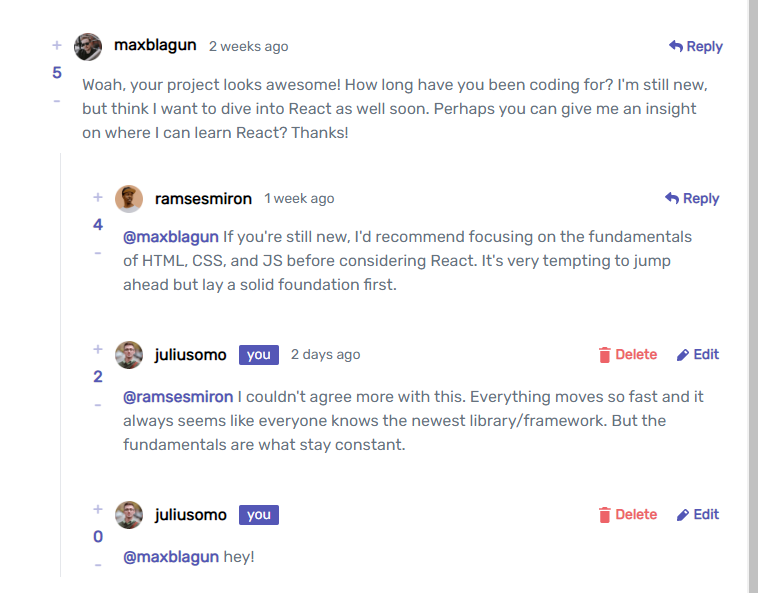 +
maxblagun 2 weeks ago Reply
5
-
Woah, your project looks awesome! How long have you been coding for? I'm still new,
but think I want to dive into React as well soon. Perhaps you can give me an insight
on where I can learn React? Thanks!
+
ramsesmiron 1 week ago Reply
4
-
@maxblagun If you're still new, I'd recommend focusing on the fundamentals
of HTML, CSS, and JS before considering React. It's very tempting to jump
ahead but lay a solid foundation first.
+
juliusomo you 2 days ago Delete Edit
2
-
@ramsesmiron I couldn't agree more with this. Everything moves so fast and it
always seems like everyone knows the newest library/framework. But the
fundamentals are what stay constant.
+
juliusomo you Delete Edit
0
-
@maxblagun hey!